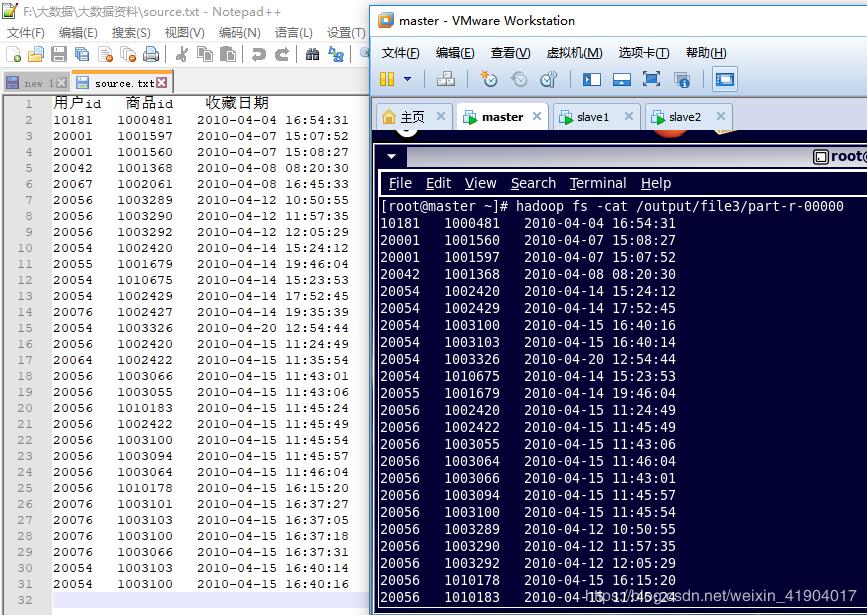 F:\大数据\大数据资料\source.txt - Notepad++
文件(F) 编辑(E) 搜索(S) 视图(V) 编码(N) 语言(L) 设置(T)
new 1
source.txt
1 用户id 商品id 收藏日期
2 10181 1000481 2010-04-04 16:54:31
3 20001 1001597 2010-04-07 15:07:52
4 20001 1001560 2010-04-07 15:08:27
5 20042 1001368 2010-04-08 08:20:30
6 20067 1002061 2010-04-08 16:45:33
7 20056 1003289 2010-04-12 10:50:55
8 20056 1003290 2010-04-12 11:57:35
9 20056 1003292 2010-04-12 12:05:29
10 20054 1002420 2010-04-14 15:24:12
11 20055 1001679 2010-04-14 19:46:04
12 20054 1010675 2010-04-14 15:23:53
13 20054 1002429 2010-04-14 17:52:45
14 20076 1002427 2010-04-14 19:35:39
15 20054 1003326 2010-04-20 12:54:44
16 20056 1002420 2010-04-15 11:24:49
17 20064 1002422 2010-04-15 11:35:54
18 20056 1003066 2010-04-15 11:43:01
19 20056 1003055 2010-04-15 11:43:06
20 20056 1010183 2010-04-15 11:45:24
21 20056 1002422 2010-04-15 11:45:49
22 20056 1003100 2010-04-15 11:45:54
23 20056 1003094 2010-04-15 11:45:57
24 20056 1003064 2010-04-15 11:46:04
25 20056 1010178 2010-04-15 16:15:20
26 20076 1003101 2010-04-15 16:37:27
27 20076 1003103 2010-04-15 16:37:05
28 20076 1003100 2010-04-15 16:37:18
29 20076 1003066 2010-04-15 16:37:31
30 20054 1003103 2010-04-15 16:40:14
31 20054 1003100 2010-04-15 16:40:16
32
master - VMware Workstation
文件(F) 编辑(E) 查看(V) 虚拟机(M) 选项卡(T) 帮助(H)
主页 master slave1 slave2
root@
File Edit View Search Terminal Help
[root@master ~]# hadoop fs -cat /output/file3/part-r-00000
10181 1000481 2010-04-04 16:54:31
20001 1001560 2010-04-07 15:08:27
20001 1001597 2010-04-07 15:07:52
20042 1001368 2010-04-08 08:20:30
20054 1002420 2010-04-14 15:24:12
20054 1002429 2010-04-14 17:52:45
20054 1003100 2010-04-15 16:40:16
20054 1003103 2010-04-15 16:40:14
20054 1003326 2010-04-20 12:54:44
20054 1010675 2010-04-14 15:23:53
20055 1001679 2010-04-14 19:46:04
20056 1002420 2010-04-15 11:24:49
20056 1002422 2010-04-15 11:45:49
20056 1003055 2010-04-15 11:43:06
20056 1003064 2010-04-15 11:46:04
20056 1003066 2010-04-15 11:43:01
20056 1003094 2010-04-15 11:45:57
20056 1003100 2010-04-15 11:45:54
20056 1003289 2010-04-12 10:50:55
20056 1003290 2010-04-12 11:57:35
20056 1003292 2010-04-12 12:05:29
20056 1010178 2010-04-15 16:15:20
20056 1010183 2010-04-15 11:45:24
https://blog.csdn.net/weixin_41904017